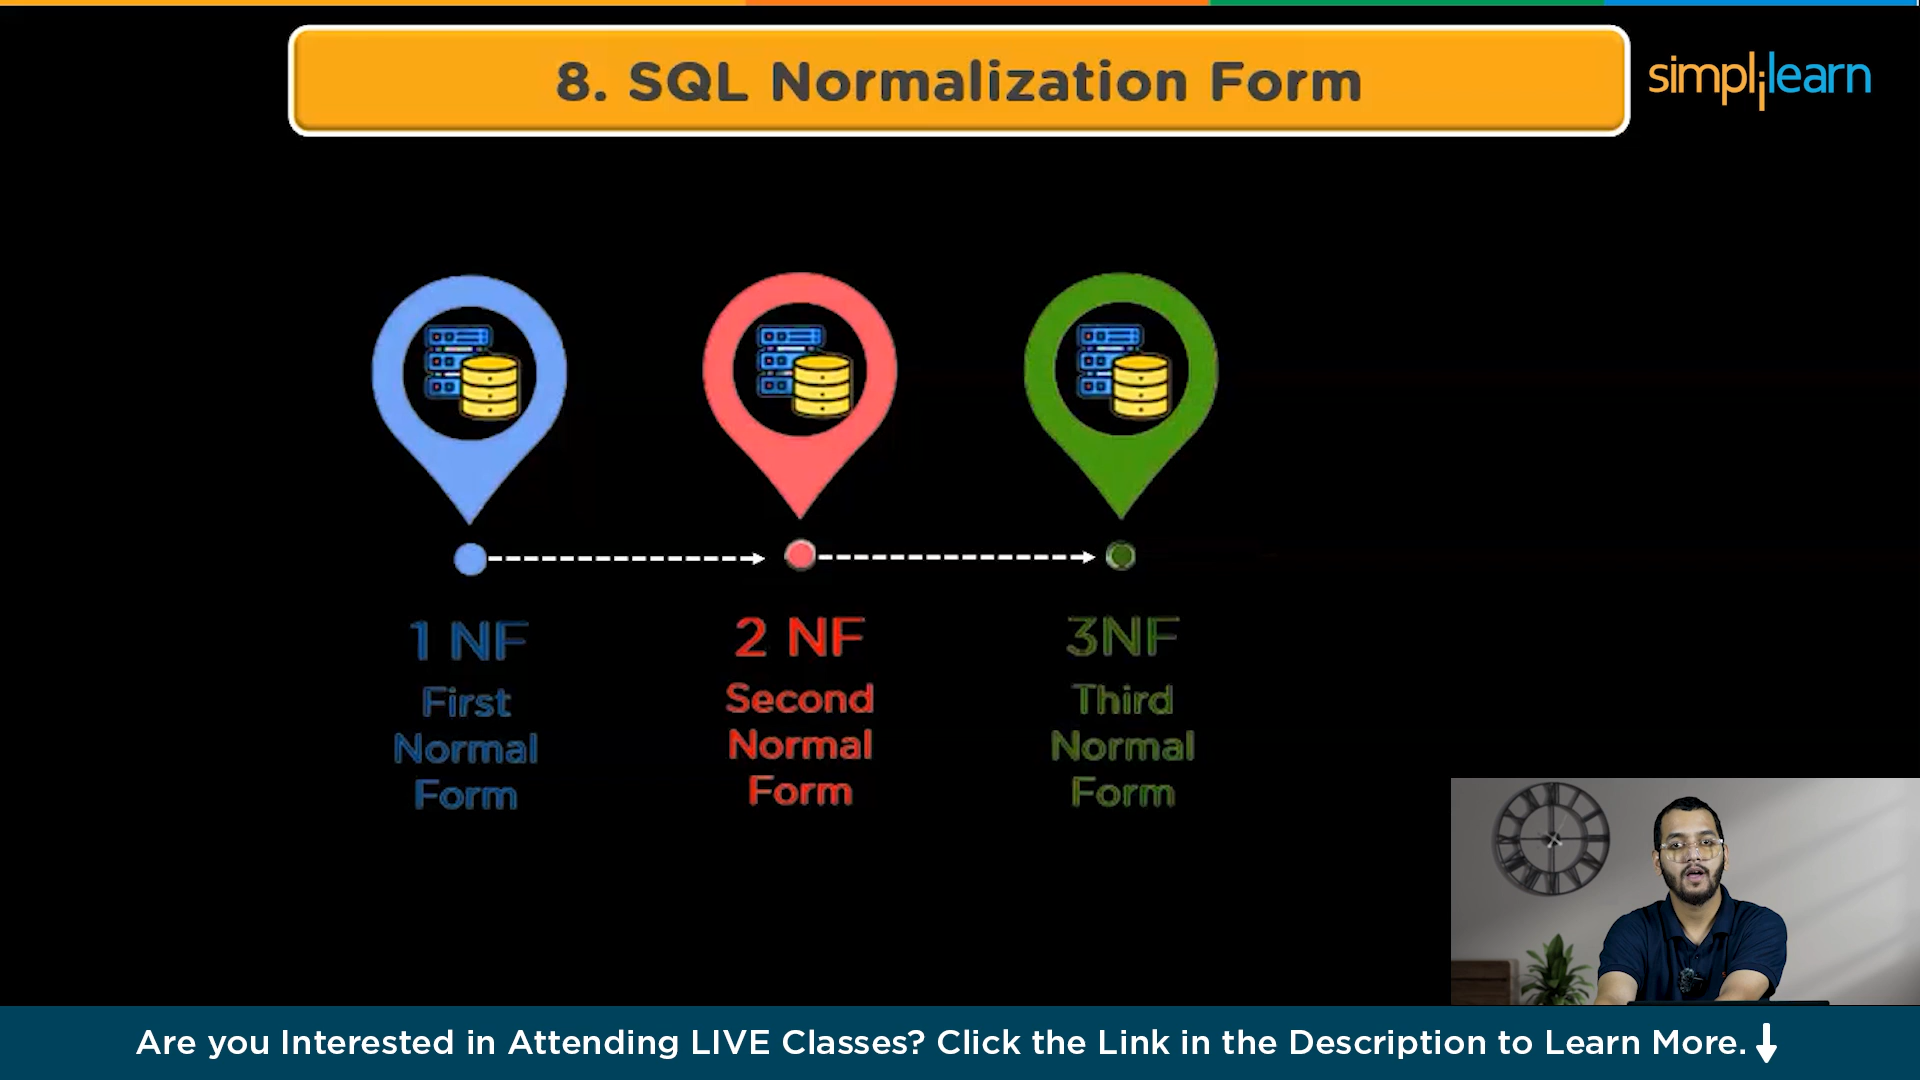 8. SQL Normalization Form
simplilearn
1 NF
First
Normal
Form
2 NF
Second
Normal
Form
3NF
Third
Normal
Form
Are you Interested in Attending LIVE Classes? Click the Link in the Description to Learn More.